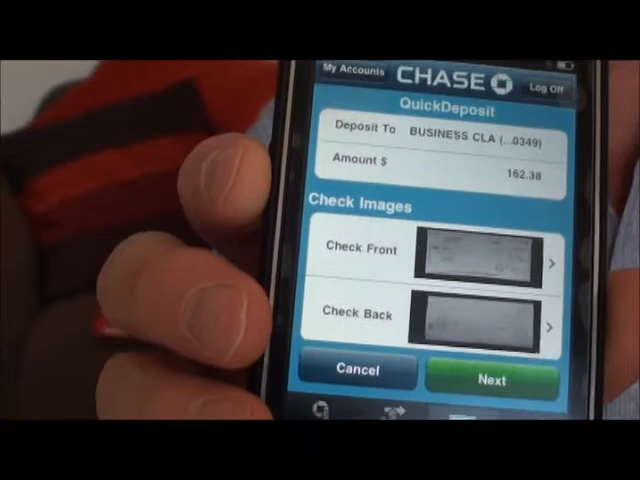 My Accounts
CHASE
Log Off
QuickDeposit
Deposit To BUSINESS CLA (...0349)
Amount $ 162.38
Check Images
Check Front
Check Back
Cancel
Next